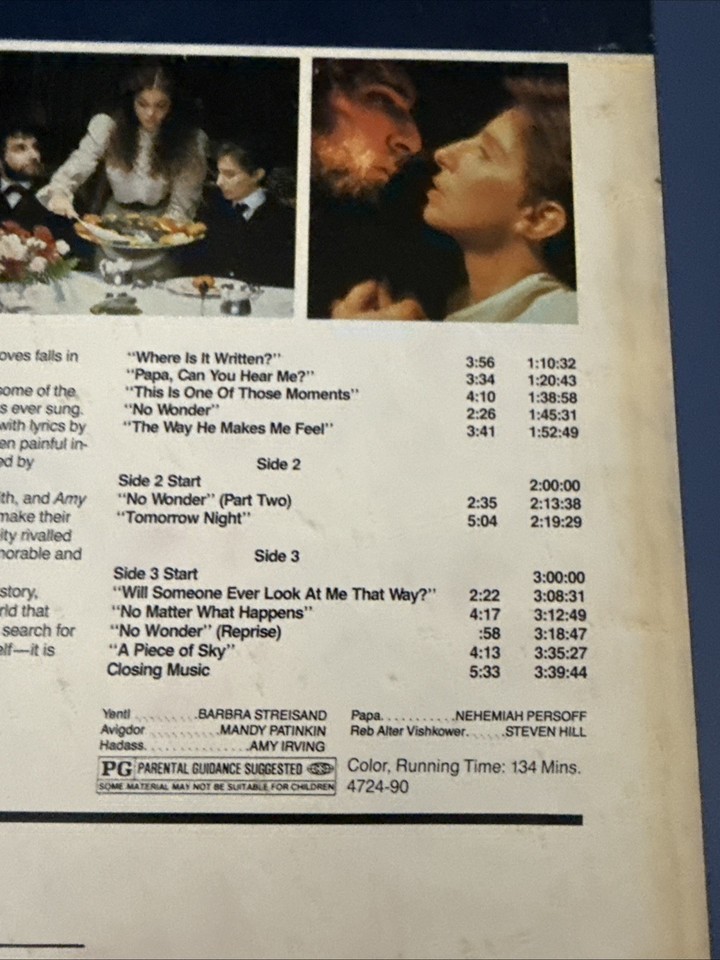 oves falls in
some of the
s ever sung.
with lyrics by
en painful in-
ed by
ith, and Amy
make their
ity rivalled
morable and
story,
rld that
search for
elf—it is
"Where Is It Written?" 3:56 1:10:32
"Papa, Can You Hear Me?" 3:34 1:20:43
"This Is One Of Those Moments" 4:10 1:38:58
"No Wonder" 2:26 1:45:31
"The Way He Makes Me Feel" 3:41 1:52:49
Side 2
Side 2 Start 2:00:00
"No Wonder" (Part Two) 2:35 2:13:38
"Tomorrow Night" 5:04 2:19:29
Side 3
Side 3 Start 3:00:00
"Will Someone Ever Look At Me That Way?" 2:22 3:08:31
"No Matter What Happens" 4:17 3:12:49
"No Wonder" (Reprise) :58 3:18:47
"A Piece of Sky" 4:13 3:35:27
Closing Music 5:33 3:39:44
Yentl .........BARBRA STREISAND Papa...........NEHEMIAH PERSOFF
Avigdor ..........MANDY PATINKIN Reb Alter Vishkower......STEVEN HILL
Hadass...............AMY IRVING
PG PARENTAL GUIDANCE SUGGESTED
SOME MATERIAL MAY NOT BE SUITABLE FOR CHILDREN
Color, Running Time: 134 Mins.
4724-90